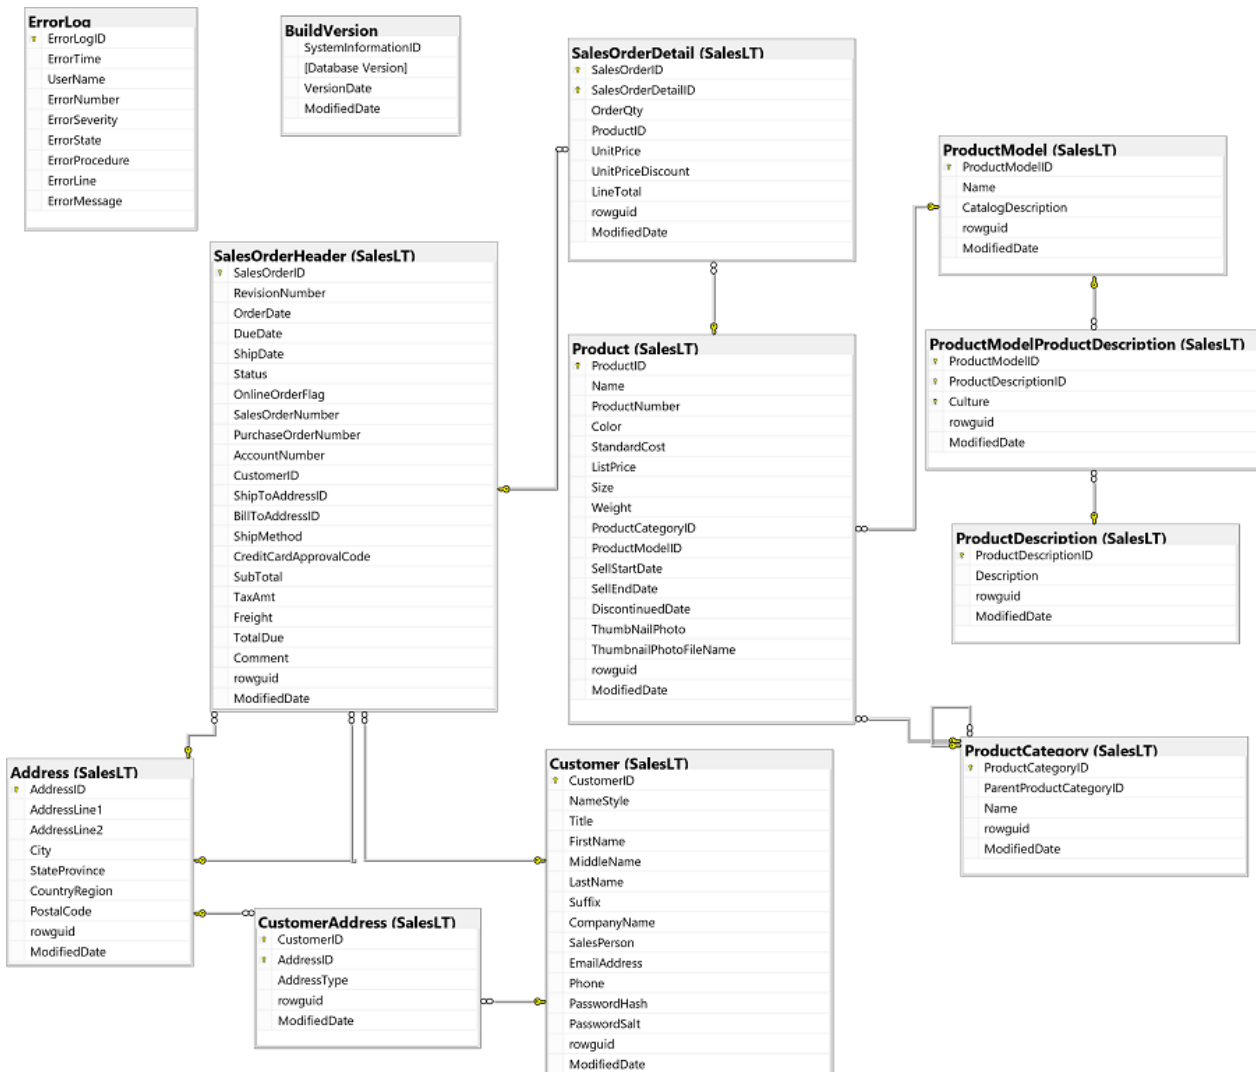 ErrorLog
ErrorLogID
ErrorTime
UserName
ErrorNumber
ErrorSeverity
ErrorState
ErrorProcedure
ErrorLine
ErrorMessage
BuildVersion
SystemInformationID
[Database Version]
VersionDate
ModifiedDate
SalesOrderDetail (SalesLT)
SalesOrderID
SalesOrderDetailID
OrderQty
ProductID
UnitPrice
UnitPriceDiscount
LineTotal
rowguid
ModifiedDate
ProductModel (SalesLT)
ProductModelID
Name
CatalogDescription
rowguid
ModifiedDate
SalesOrderHeader (SalesLT)
SalesOrderID
RevisionNumber
OrderDate
DueDate
ShipDate
Status
OnlineOrderFlag
SalesOrderNumber
PurchaseOrderNumber
AccountNumber
CustomerID
ShipToAddressID
BillToAddressID
ShipMethod
CreditCardApprovalCode
SubTotal
TaxAmt
Freight
TotalDue
Comment
rowguid
ModifiedDate
Product (SalesLT)
ProductID
Name
ProductNumber
Color
StandardCost
ListPrice
Size
Weight
ProductCategoryID
ProductModelID
SellStartDate
SellEndDate
DiscontinuedDate
ThumbNailPhoto
ThumbnailPhotoFileName
rowguid
ModifiedDate
ProductModelProductDescription (SalesLT)
ProductModelID
ProductDescriptionID
Culture
rowguid
ModifiedDate
ProductDescription (SalesLT)
ProductDescriptionID
Description
rowguid
ModifiedDate
ProductCategory (SalesLT)
ProductCategoryID
ParentProductCategoryID
Name
rowguid
ModifiedDate
Address (SalesLT)
AddressID
AddressLine1
AddressLine2
City
StateProvince
CountryRegion
PostalCode
rowguid
ModifiedDate
CustomerAddress (SalesLT)
CustomerID
AddressID
AddressType
rowguid
ModifiedDate
Customer (SalesLT)
CustomerID
NameStyle
Title
FirstName
MiddleName
LastName
Suffix
CompanyName
SalesPerson
EmailAddress
Phone
PasswordHash
PasswordSalt
rowguid
ModifiedDate